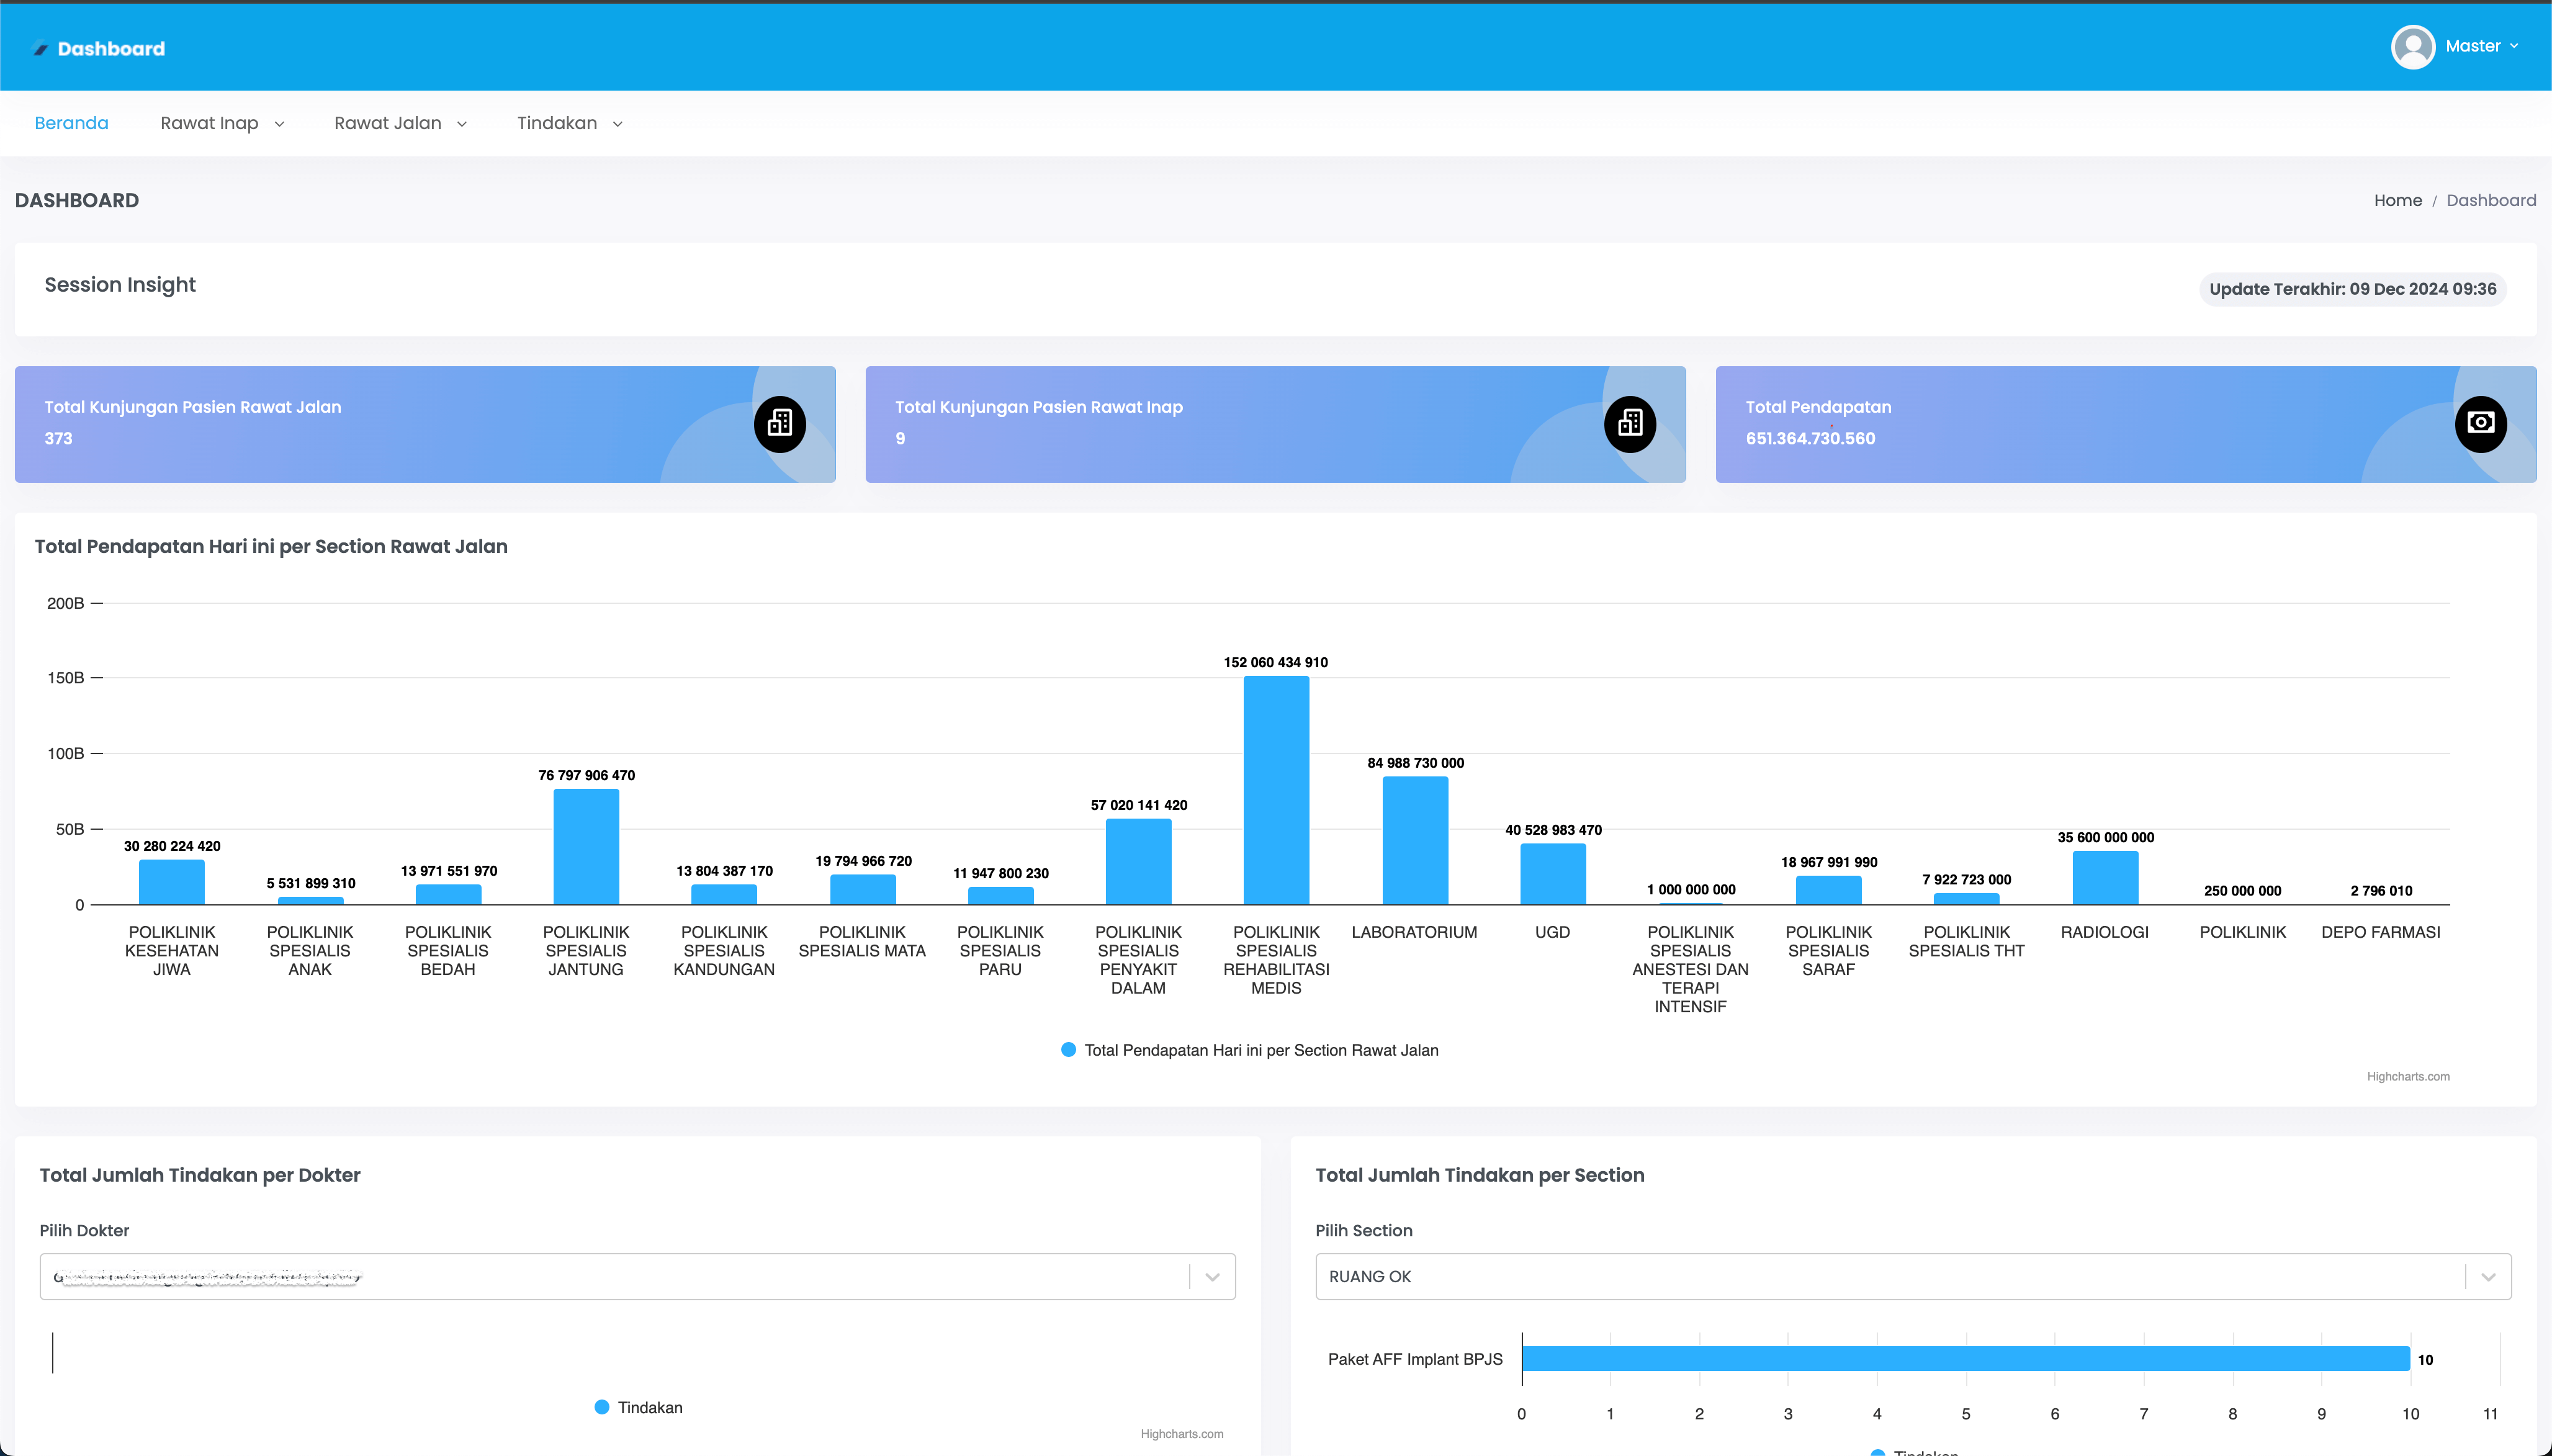 Dashboard
Master
Beranda
Rawat Inap
Rawat Jalan
Tindakan
DASHBOARD
Home / Dashboard
Session Insight
Update Terakhir: 09 Dec 2024 09:36
Total Kunjungan Pasien Rawat Jalan
373
Total Kunjungan Pasien Rawat Inap
9
Total Pendapatan
651.364.730.560
Total Pendapatan Hari ini per Section Rawat Jalan
200B
150B
100B
50B
0
30 280 224 420
5 531 899 310
13 971 551 970
76 797 906 470
13 804 387 170
19 794 966 720
11 947 800 230
57 020 141 420
152 060 434 910
84 988 730 000
40 528 983 470
1 000 000 000
18 967 991 990
7 922 723 000
35 600 000 000
250 000 000
2 796 010
POLIKLINIK
KESEHATAN
JIWA
POLIKLINIK
SPESIALIS
ANAK
POLIKLINIK
SPESIALIS
BEDAH
POLIKLINIK
SPESIALIS
JANTUNG
POLIKLINIK
SPESIALIS
KANDUNGAN
POLIKLINIK
SPESIALIS MATA
POLIKLINIK
SPESIALIS
PARU
POLIKLINIK
SPESIALIS
PENYAKIT
DALAM
POLIKLINIK
SPESIALIS
REHABILITASI
MEDIS
LABORATORIUM
UGD
POLIKLINIK
SPESIALIS
ANESTESI DAN
TERAPI
INTENSIF
POLIKLINIK
SPESIALIS
SARAF
POLIKLINIK
SPESIALIS THT
RADIOLOGI
POLIKLINIK
DEPO FARMASI
Total Pendapatan Hari ini per Section Rawat Jalan
Highcharts.com
Total Jumlah Tindakan per Dokter
Pilih Dokter
Tindakan
Highcharts.com
Total Jumlah Tindakan per Section
Pilih Section
RUANG OK
Paket AFF Implant BPJS
10
0 1 2 3 4 5 6 7 8 9 10 11
Tindakan